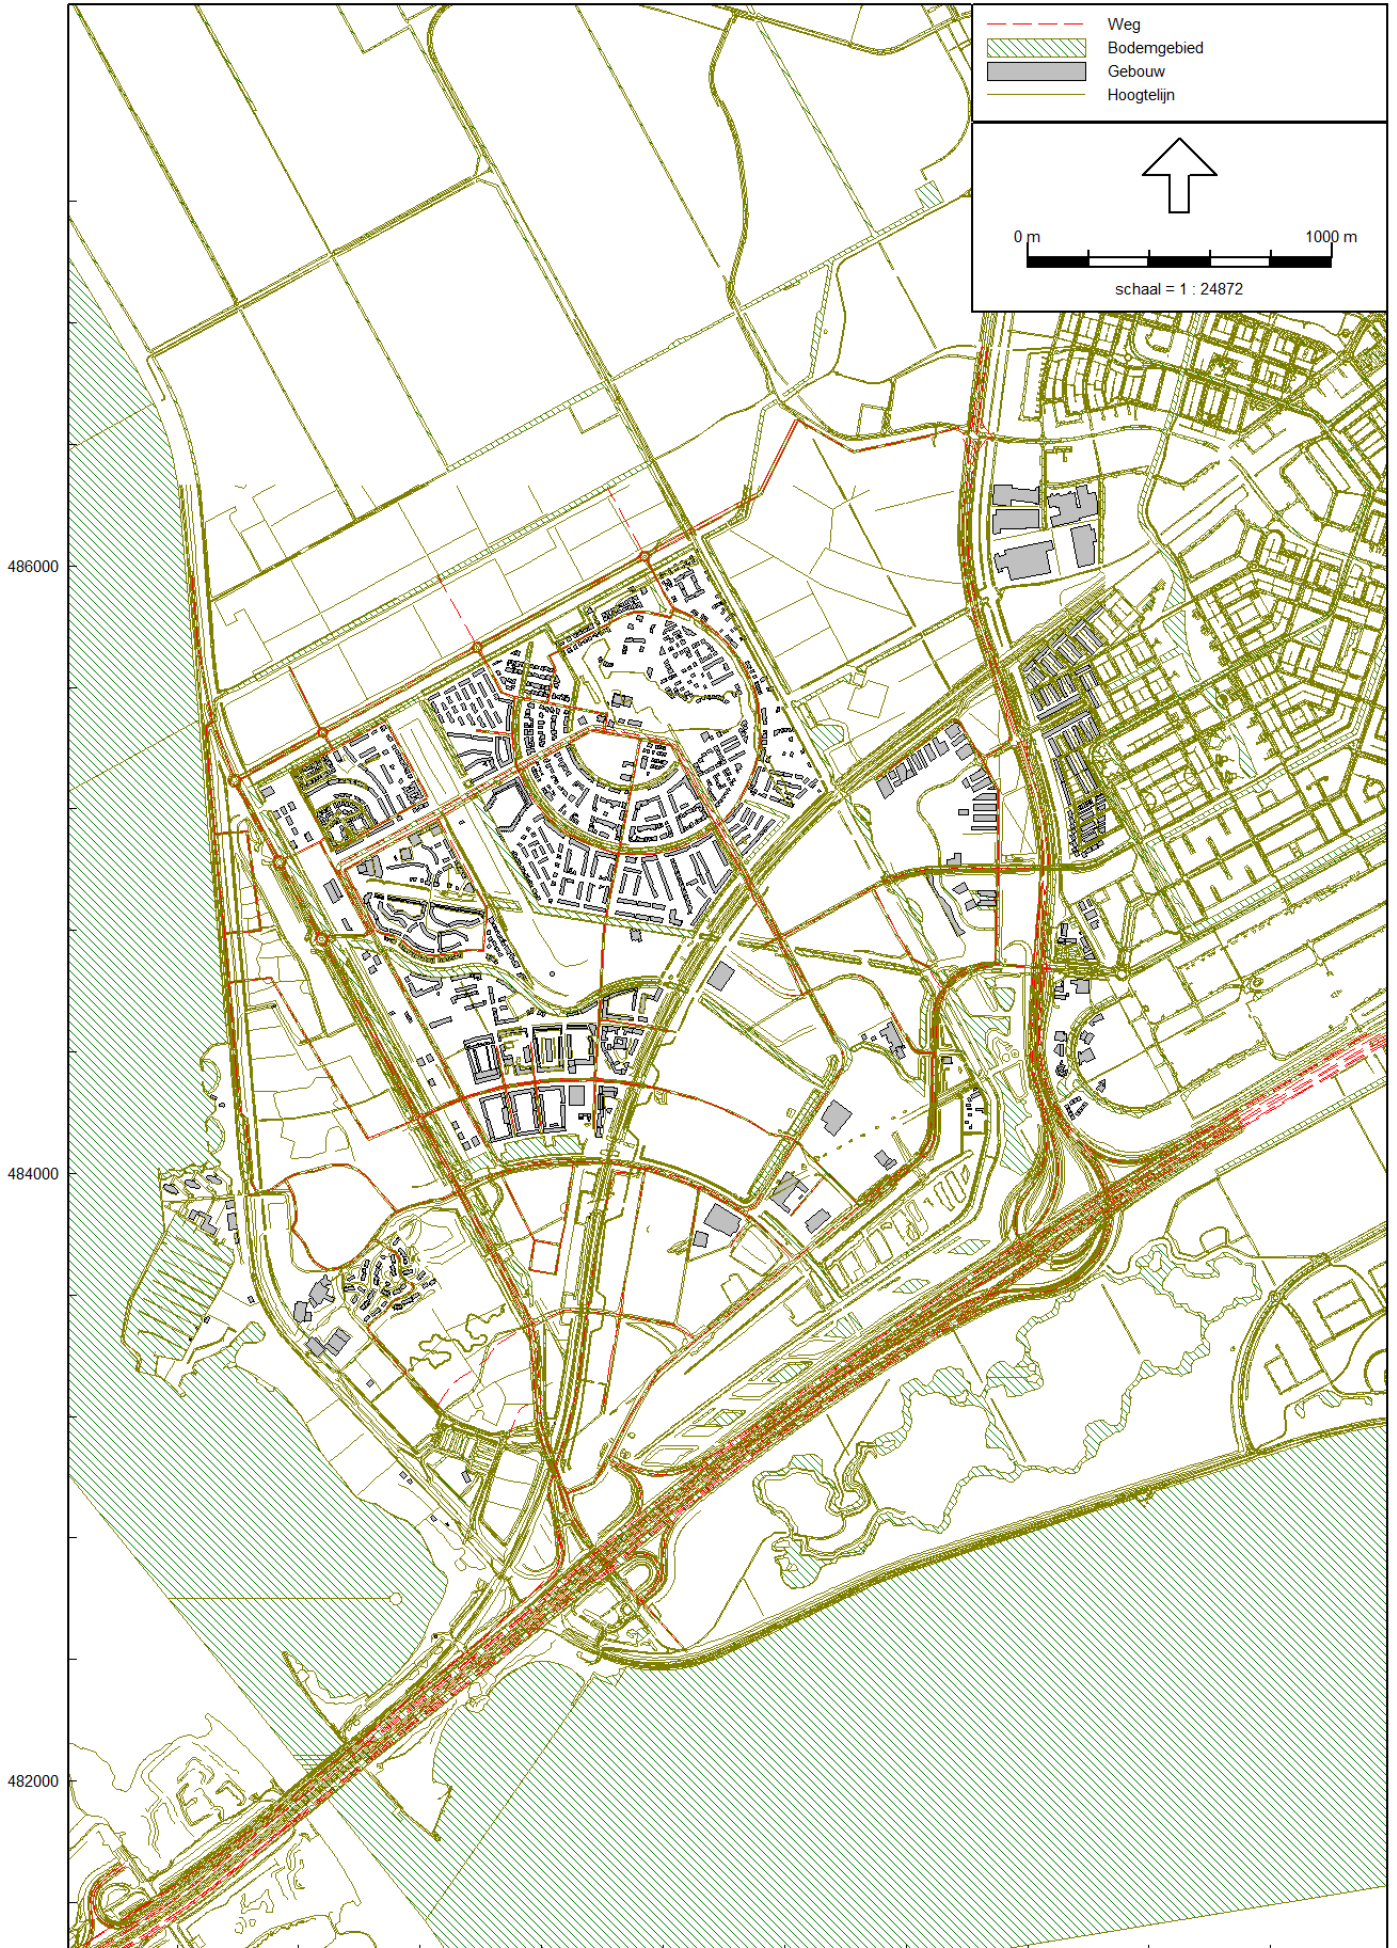 Weg
Bodemgebied
Gebouw
Hoogtelijn
0 m 1000 m
schaal = 1 : 24872
486000
484000
482000